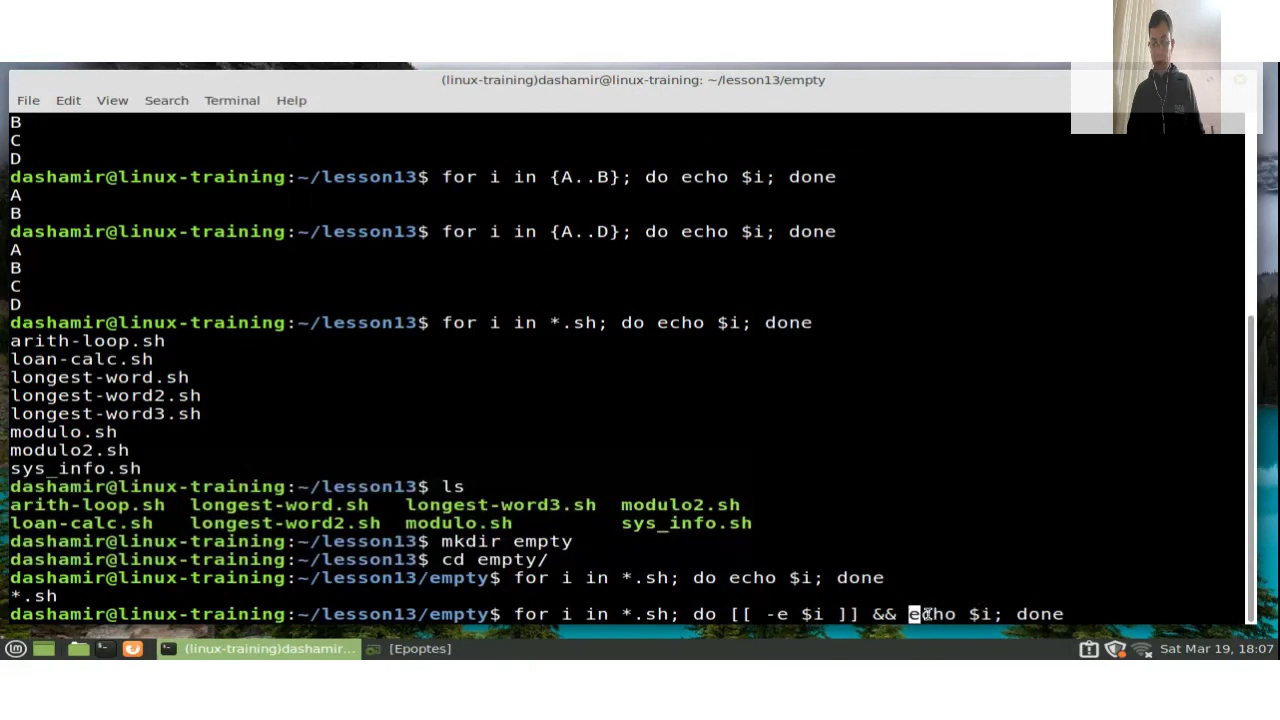 (linux-training)dashamir@linux-training: ~/lesson13/empty
File Edit View Search Terminal Help
B
C
D
dashamir@linux-training:~/lesson13$ for i in {A..B}; do echo $i; done
A
B
dashamir@linux-training:~/lesson13$ for i in {A..D}; do echo $i; done
A
B
C
D
dashamir@linux-training:~/lesson13$ for i in *.sh; do echo $i; done
arith-loop.sh
loan-calc.sh
longest-word.sh
longest-word2.sh
longest-word3.sh
modulo.sh
modulo2.sh
sys_info.sh
dashamir@linux-training:~/lesson13$ ls
arith-loop.sh longest-word.sh longest-word3.sh modulo2.sh
loan-calc.sh longest-word2.sh modulo.sh sys_info.sh
dashamir@linux-training:~/lesson13$ mkdir empty
dashamir@linux-training:~/lesson13$ cd empty/
dashamir@linux-training:~/lesson13/empty$ for i in *.sh; do echo $i; done
*.sh
dashamir@linux-training:~/lesson13/empty$ for i in *.sh; do [[ -e $i ]] && echo $i; done
(linux-training)dashamir... [Epoptes] Sat Mar 19, 18:07